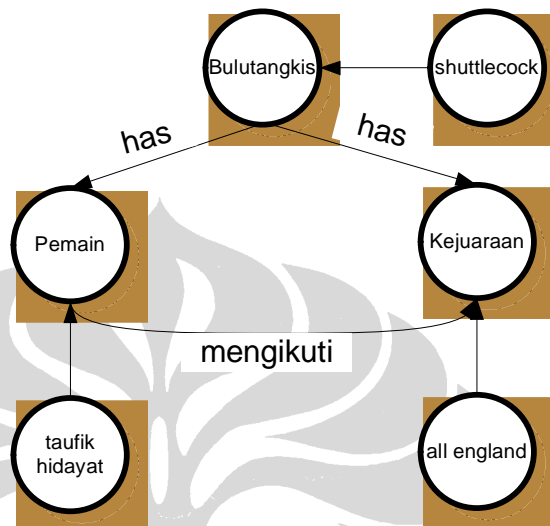 Bulutangkis
shuttlecock
has
has
Pemain
Kejuaraan
mengikuti
taufik
hidayat
all england